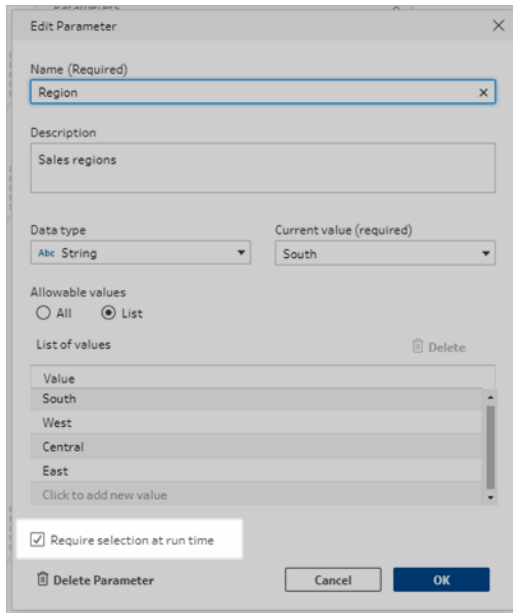 Parameters
Edit Parameter
Name (Required)
Region
Description
Sales regions
Data type
Current value (required)
Abc String
South
Allowable values
All
List
List of values
Delete
Value
South
West
Central
East
Click to add new value
Require selection at run time
Delete Parameter
Cancel
OK